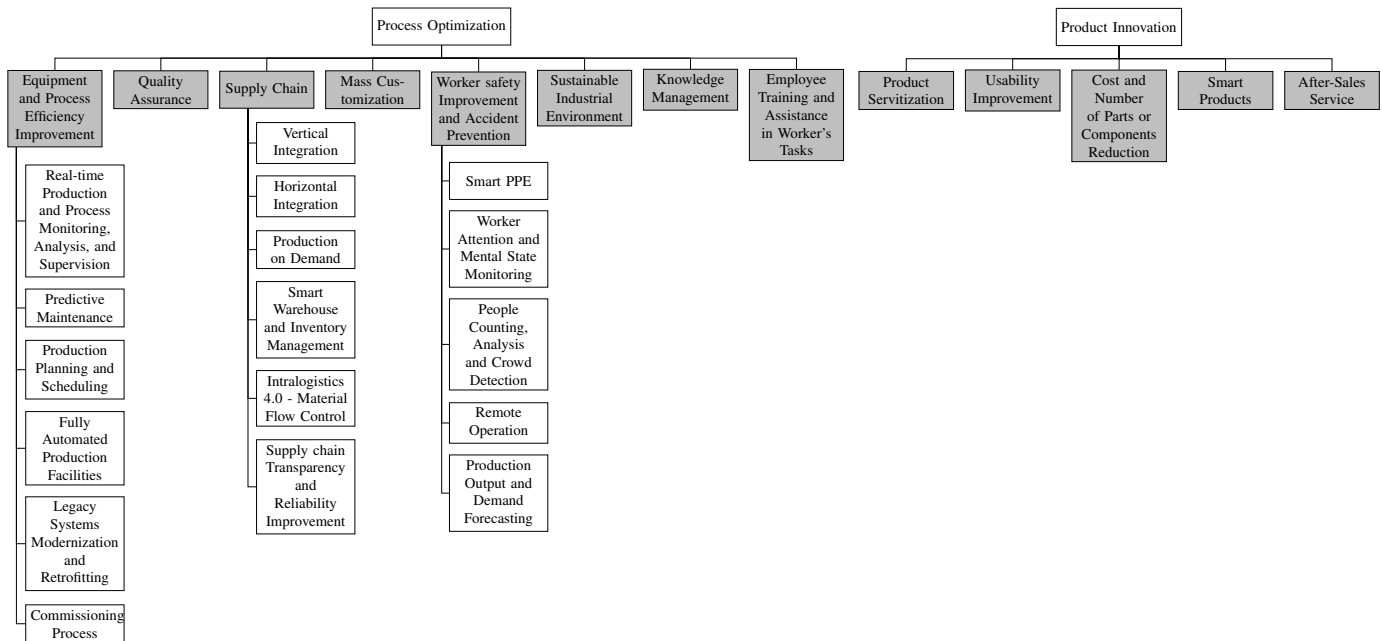 Process Optimization
Product Innovation
Equipment
and Process
Efficiency
Improvement
Quality
Assurance
Supply Chain
Mass Cus-
tomization
Worker safety
Improvement
and Accident
Prevention
Sustainable
Industrial
Environment
Knowledge
Management
Employee
Training and
Assistance
in Worker's
Tasks
Product
Servitization
Usability
Improvement
Cost and
Number
of Parts or
Components
Reduction
Smart
Products
After-Sales
Service
Real-time
Production
and Process
Monitoring,
Analysis, and
Supervision
Predictive
Maintenance
Production
Planning and
Scheduling
Fully
Automated
Production
Facilities
Legacy
Systems
Modernization
and
Retrofitting
Commissioning
Process
Vertical
Integration
Horizontal
Integration
Production
on Demand
Smart
Warehouse
and Inventory
Management
Intralogistics
4.0 - Material
Flow Control
Supply chain
Transparency
and
Reliability
Improvement
Smart PPE
Worker
Attention and
Mental State
Monitoring
People
Counting,
Analysis
and Crowd
Detection
Remote
Operation
Production
Output and
Demand
Forecasting